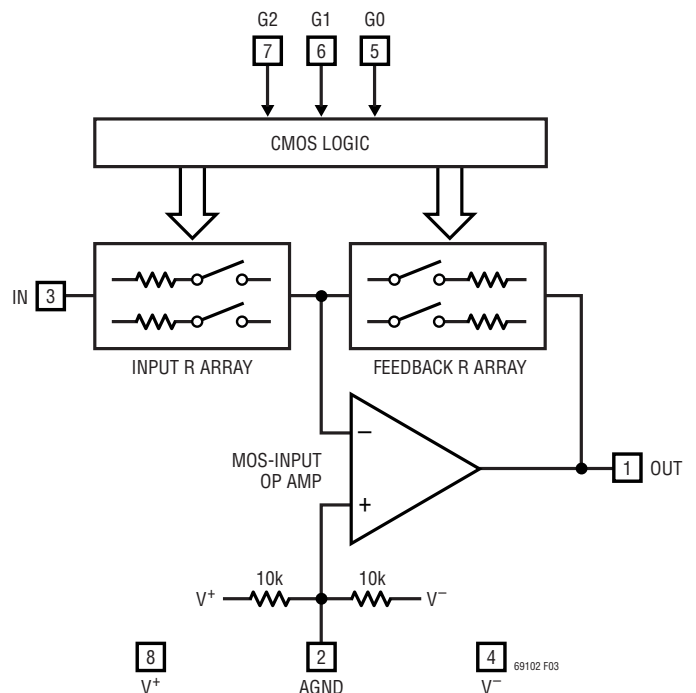 G2 G1 G0
7 6 5
CMOS LOGIC
IN 3
INPUT R ARRAY FEEDBACK R ARRAY
MOS-INPUT
OP AMP
−
+
1 OUT
10k 10k
V+ V−
8 2 4 69102 F03
V+ AGND V−